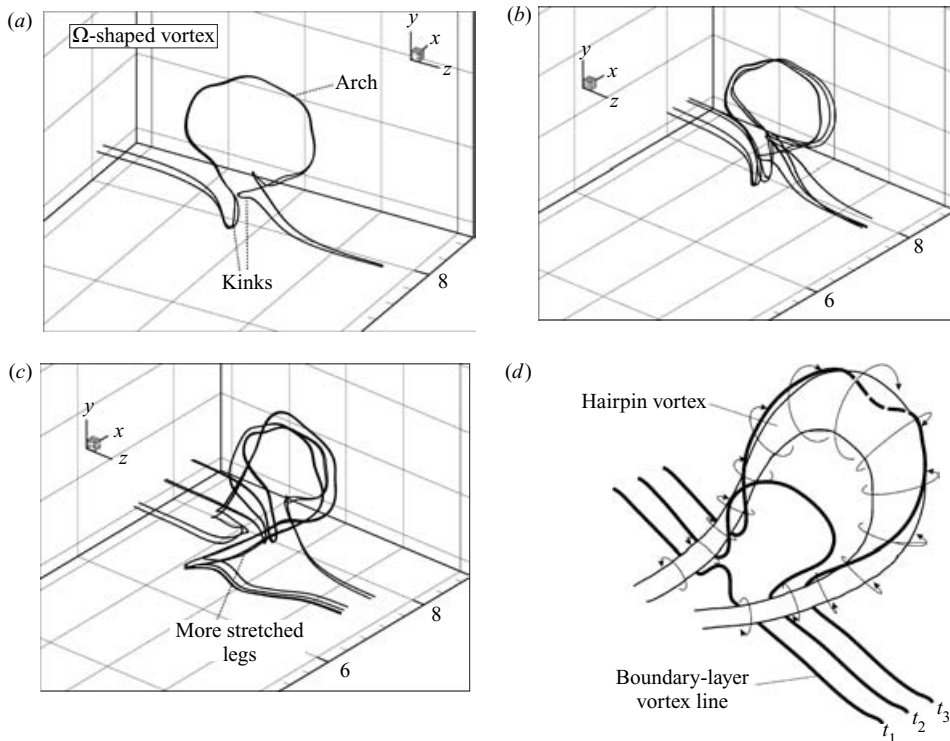 (a)
Ω-shaped vortex
y
x
z
Arch
Kinks
8
(b)
y
x
z
8
6
(c)
y
x
z
8
More stretched
legs
6
(d)
Hairpin vortex
Boundary-layer
vortex line
t1
t2
t3